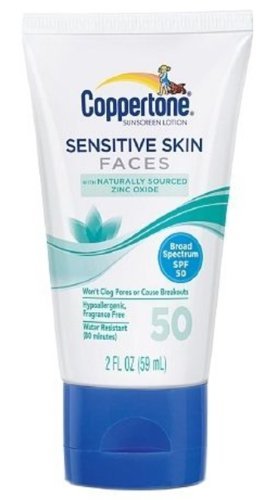 Coppertone
SUNSCREEN LOTION
SENSITIVE SKIN
FACES
WITH NATURALLY SOURCED
ZINC OXIDE
Broad
Spectrum
SPF
50
Won't Clog Pores or Cause Breakouts
Hypoallergenic,
Fragrance Free
Water Resistant
(80 minutes)
50
2 FL OZ (59 mL)